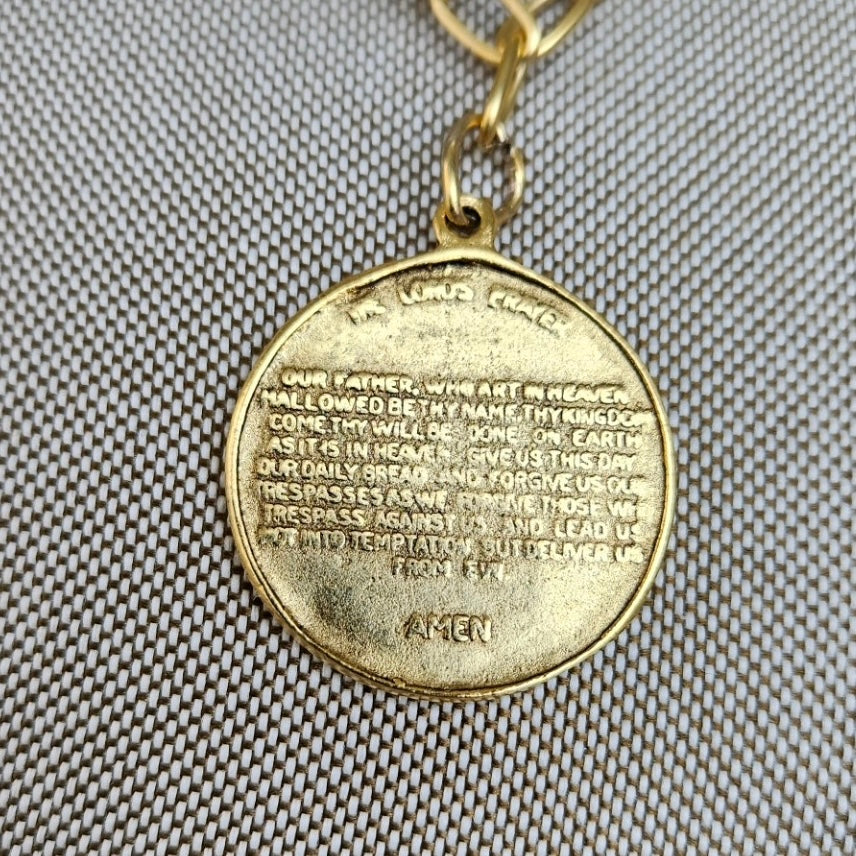 THE LORDS PRAYER
OUR FATHER, WHO ART IN HEAVEN
HALLOWED BE THY NAME THY KINGDOM
COME THY WILL BE DONE ON EARTH
AS IT IS IN HEAVEN GIVE US THIS DAY
OUR DAILY BREAD AND FORGIVE US OUR
TRESPASSES AS WE FORGIVE THOSE WE
TRESPASS AGAINST US AND LEAD US
NOT INTO TEMPTATION BUT DELIVER US
FROM EVIL
AMEN